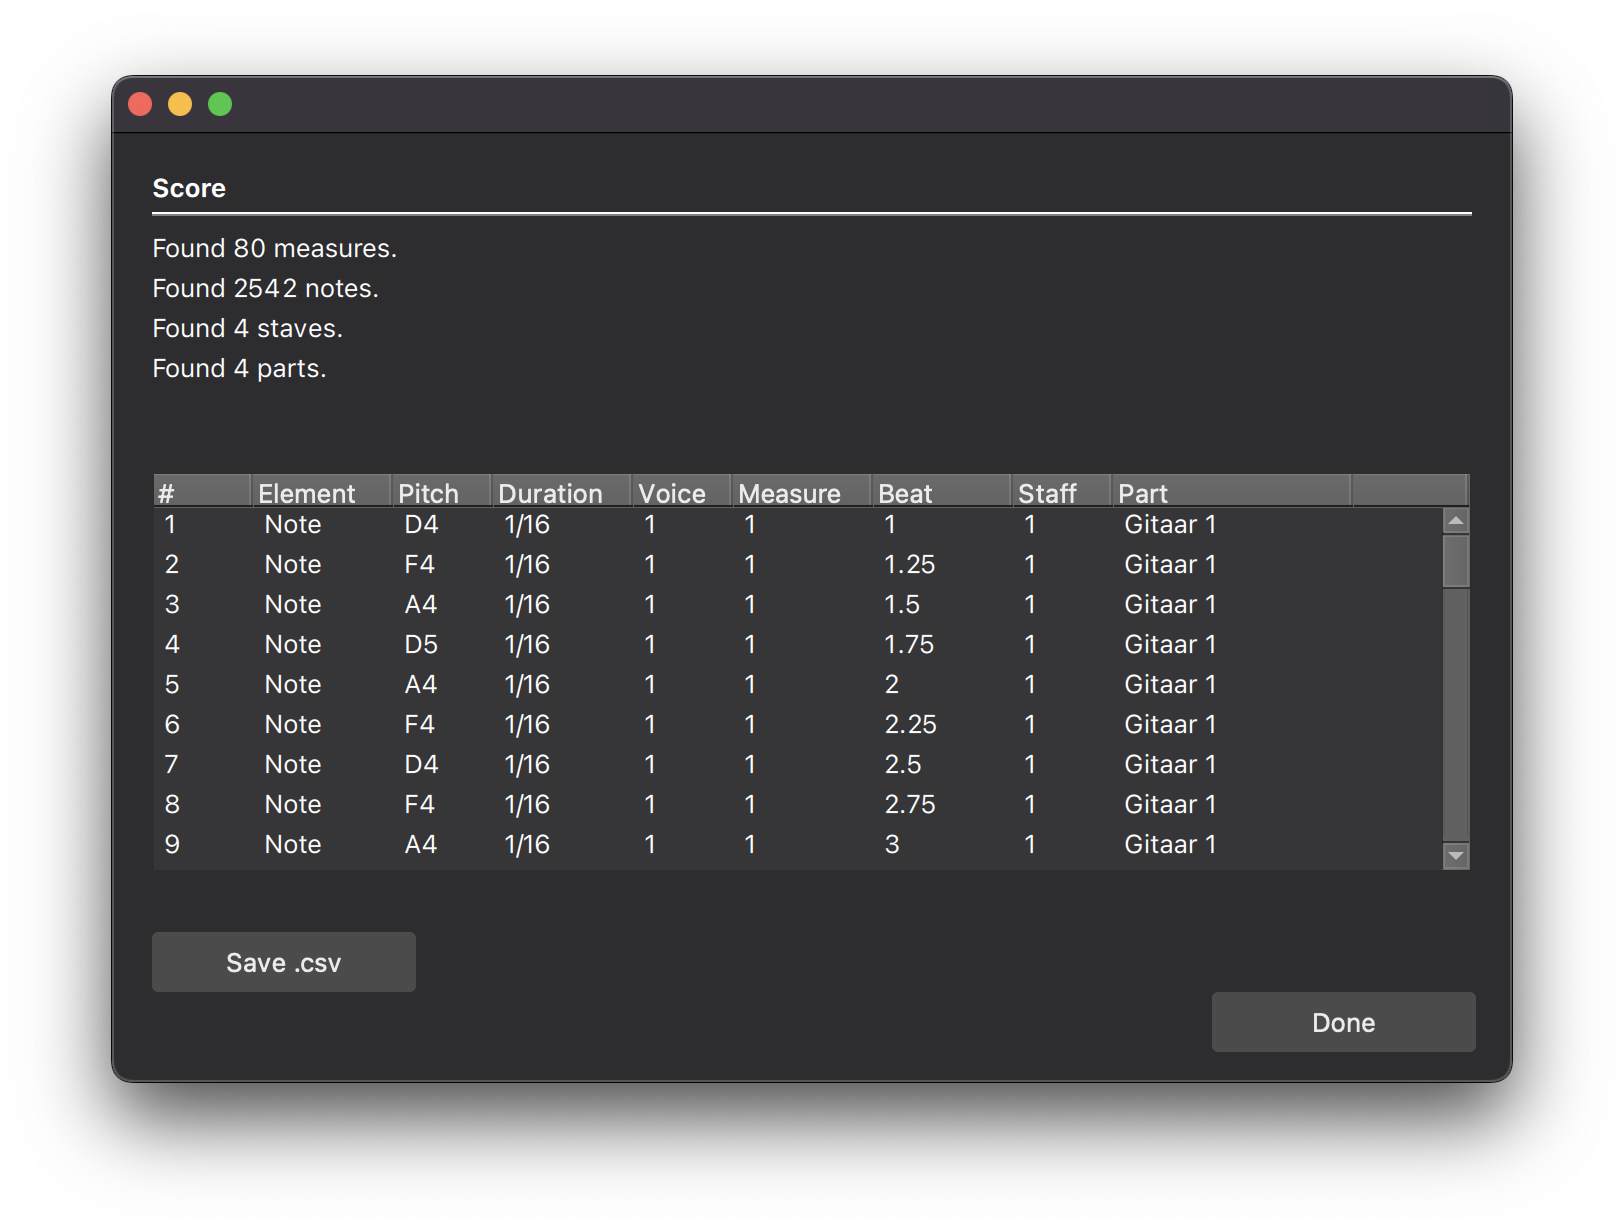 Score
Found 80 measures.
Found 2542 notes.
Found 4 staves.
Found 4 parts.
# Element Pitch Duration Voice Measure Beat Staff Part
1 Note D4 1/16 1 1 1 1 Gitaar 1
2 Note F4 1/16 1 1 1.25 1 Gitaar 1
3 Note A4 1/16 1 1 1.5 1 Gitaar 1
4 Note D5 1/16 1 1 1.75 1 Gitaar 1
5 Note A4 1/16 1 1 2 1 Gitaar 1
6 Note F4 1/16 1 1 2.25 1 Gitaar 1
7 Note D4 1/16 1 1 2.5 1 Gitaar 1
8 Note F4 1/16 1 1 2.75 1 Gitaar 1
9 Note A4 1/16 1 1 3 1 Gitaar 1
Save .csv
Done